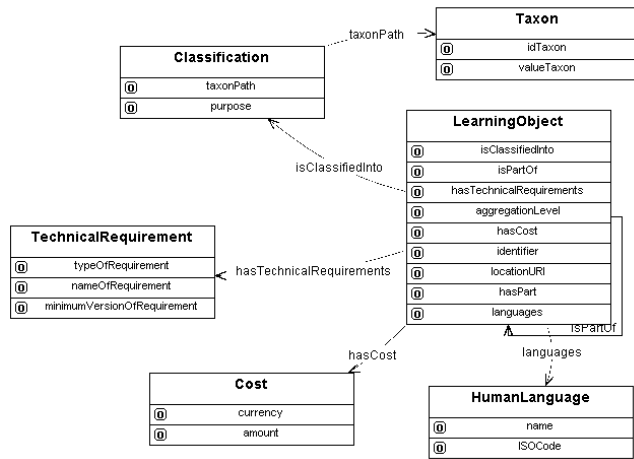 Taxon
idTaxon
valueTaxon
taxonPath
Classification
taxonPath
purpose
LearningObject
isClassifiedInto
isPartOf
hasTechnicalRequirements
aggregationLevel
hasCost
identifier
locationURI
hasPart
languages
isClassifiedInto
TechnicalRequirement
typeOfRequirement
nameOfRequirement
minimumVersionOfRequirement
hasTechnicalRequirements
isPartOf
hasCost
languages
Cost
currency
amount
HumanLanguage
name
ISOCode